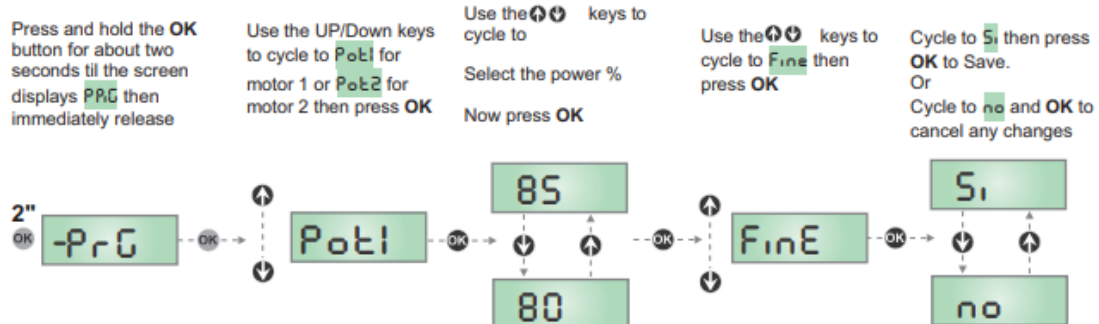 Press and hold the OK
button for about two
seconds til the screen
displays PRG then
immediately release
Use the UP/Down keys
to cycle to Pot1 for
motor 1 or Pot2 for
motor 2 then press OK
Use the keys to
cycle to
Select the power %
Now press OK
Use the keys to
cycle to Fine then
press OK
Cycle to Si then press
OK to Save.
Or
Cycle to no and OK to
cancel any changes
2"
OK
-PrG
OK
Pot1
OK
85
80
OK
FinE
OK
Si
no